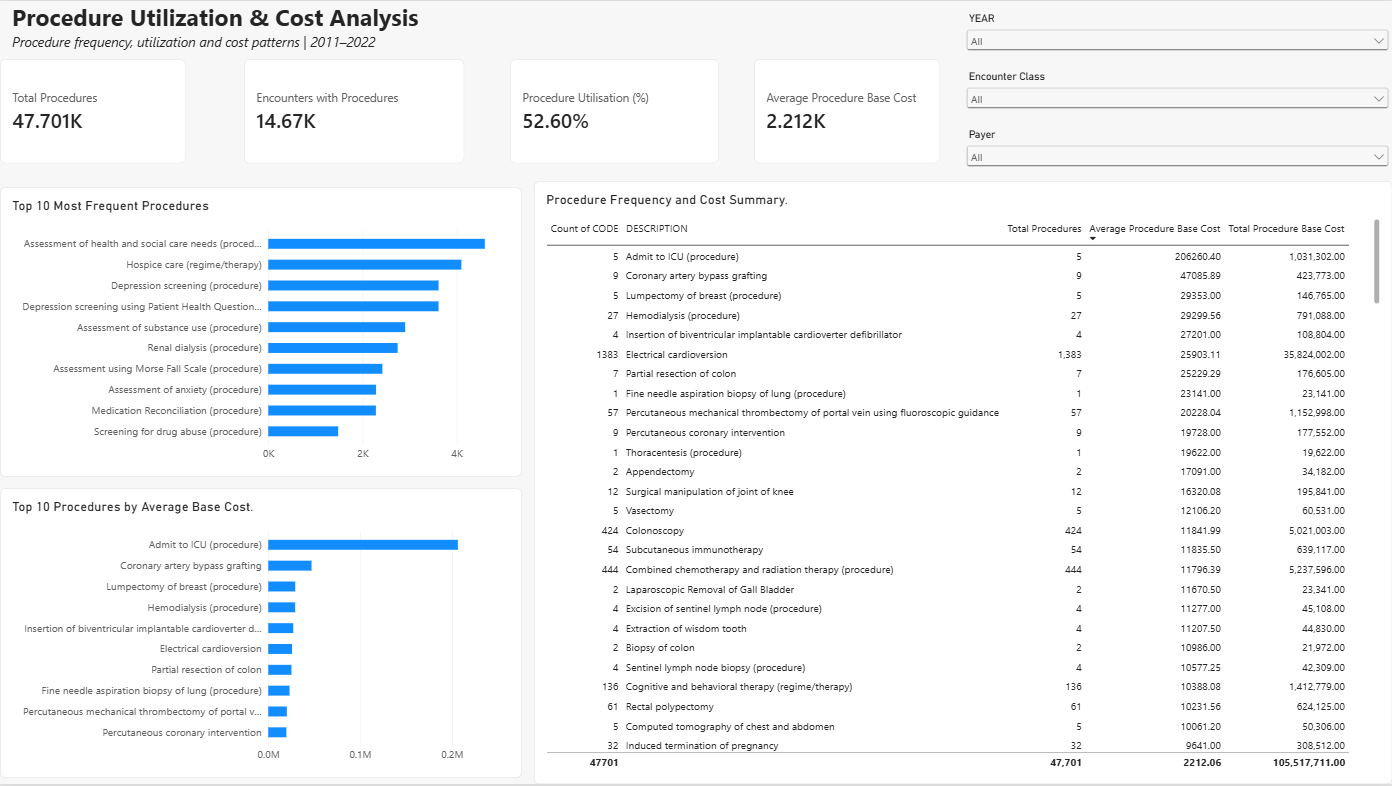 Procedure Utilization & Cost Analysis
Procedure frequency, utilization and cost patterns | 2011–2022
YEAR
All
Encounter Class
All
Payer
All
Total Procedures
47.701K
Encounters with Procedures
14.67K
Procedure Utilisation (%)
52.60%
Average Procedure Base Cost
2.212K
Top 10 Most Frequent Procedures
Assessment of health and social care needs (proced...
Hospice care (regime/therapy)
Depression screening (procedure)
Depression screening using Patient Health Question...
Assessment of substance use (procedure)
Renal dialysis (procedure)
Assessment using Morse Fall Scale (procedure)
Assessment of anxiety (procedure)
Medication Reconciliation (procedure)
Screening for drug abuse (procedure)
0K 2K 4K
Top 10 Procedures by Average Base Cost.
Admit to ICU (procedure)
Coronary artery bypass grafting
Lumpectomy of breast (procedure)
Hemodialysis (procedure)
Insertion of biventricular implantable cardioverter d...
Electrical cardioversion
Partial resection of colon
Fine needle aspiration biopsy of lung (procedure)
Percutaneous mechanical thrombectomy of portal v...
Percutaneous coronary intervention
0.0M 0.1M 0.2M
Procedure Frequency and Cost Summary.
Count of CODE DESCRIPTION Total Procedures Average Procedure Base Cost Total Procedure Base Cost
5 Admit to ICU (procedure) 5 206260.40 1,031,302.00
9 Coronary artery bypass grafting 9 47085.89 423,773.00
5 Lumpectomy of breast (procedure) 5 29353.00 146,765.00
27 Hemodialysis (procedure) 27 29299.56 791,088.00
4 Insertion of biventricular implantable cardioverter defibrillator 4 27201.00 108,804.00
1383 Electrical cardioversion 1,383 25903.11 35,824,002.00
7 Partial resection of colon 7 25229.29 176,605.00
1 Fine needle aspiration biopsy of lung (procedure) 1 23141.00 23,141.00
57 Percutaneous mechanical thrombectomy of portal vein using fluoroscopic guidance 57 20228.04 1,152,998.00
9 Percutaneous coronary intervention 9 19728.00 177,552.00
1 Thoracentesis (procedure) 1 19622.00 19,622.00
2 Appendectomy 2 17091.00 34,182.00
12 Surgical manipulation of joint of knee 12 16320.08 195,841.00
5 Vasectomy 5 12106.20 60,531.00
424 Colonoscopy 424 11841.99 5,021,003.00
54 Subcutaneous immunotherapy 54 11835.50 639,117.00
444 Combined chemotherapy and radiation therapy (procedure) 444 11796.39 5,237,596.00
2 Laparoscopic Removal of Gall Bladder 2 11670.50 23,341.00
4 Excision of sentinel lymph node (procedure) 4 11277.00 45,108.00
4 Extraction of wisdom tooth 4 11207.50 44,830.00
2 Biopsy of colon 2 10986.00 21,972.00
4 Sentinel lymph node biopsy (procedure) 4 10577.25 42,309.00
136 Cognitive and behavioral therapy (regime/therapy) 136 10388.08 1,412,779.00
61 Rectal polypectomy 61 10231.56 624,125.00
5 Computed tomography of chest and abdomen 5 10061.20 50,306.00
32 Induced termination of pregnancy 32 9641.00 308,512.00
47701 47,701 2212.06 105,517,711.00